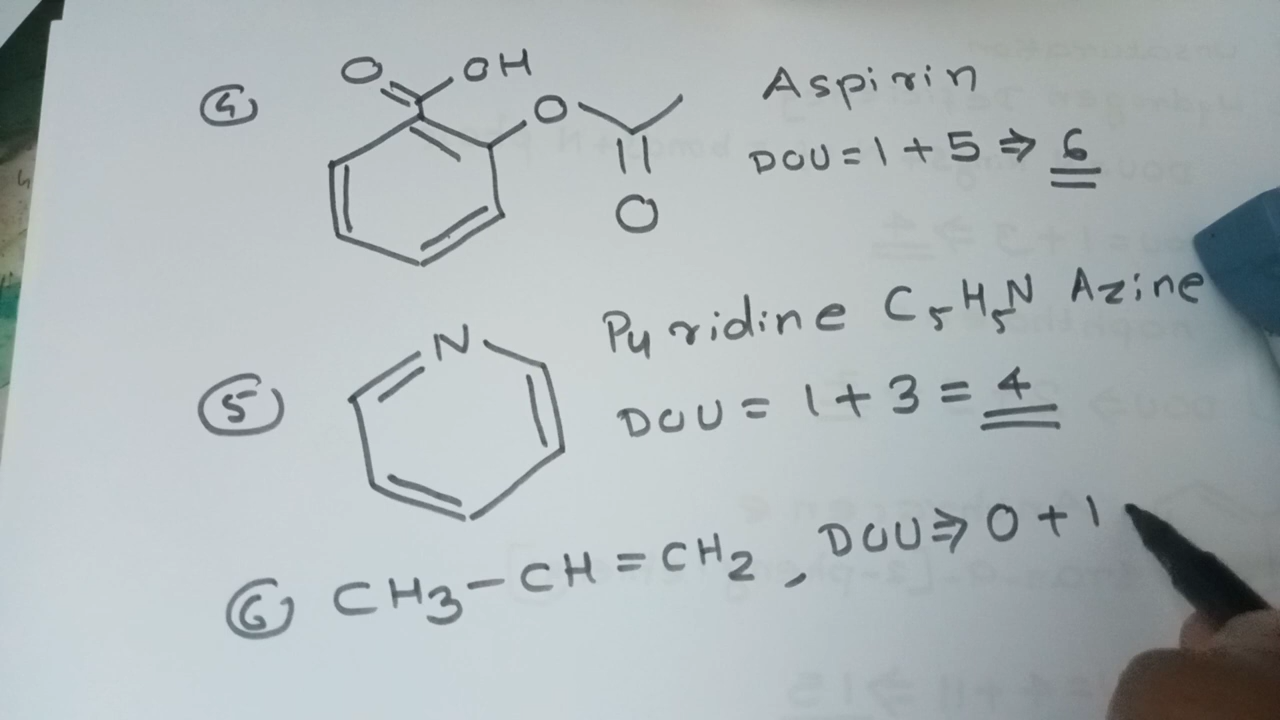 ④ O OH O O Aspirin
DOU = 1 + 5 ⇒ 6
⑤ N Pyridine C5H5N Azine
DOU = 1 + 3 = 4
⑥ CH3 – CH = CH2 , DOU ⇒ 0 + 1